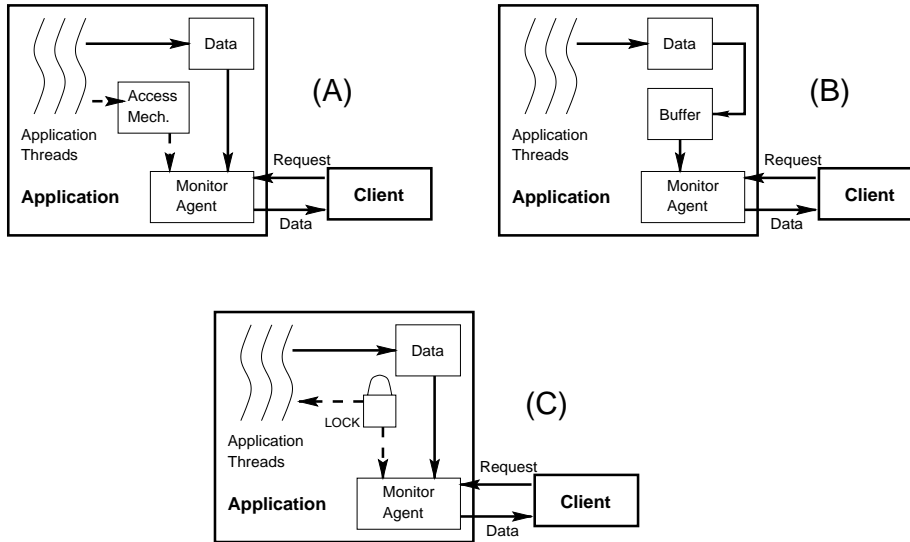 Data
Access
Mech.
(A)
Application
Threads
Request
Application
Monitor
Agent
Client
Data
Data
(B)
Buffer
Application
Threads
Request
Application
Monitor
Agent
Client
Data
Data
(C)
LOCK
Application
Threads
Request
Application
Monitor
Agent
Client
Data